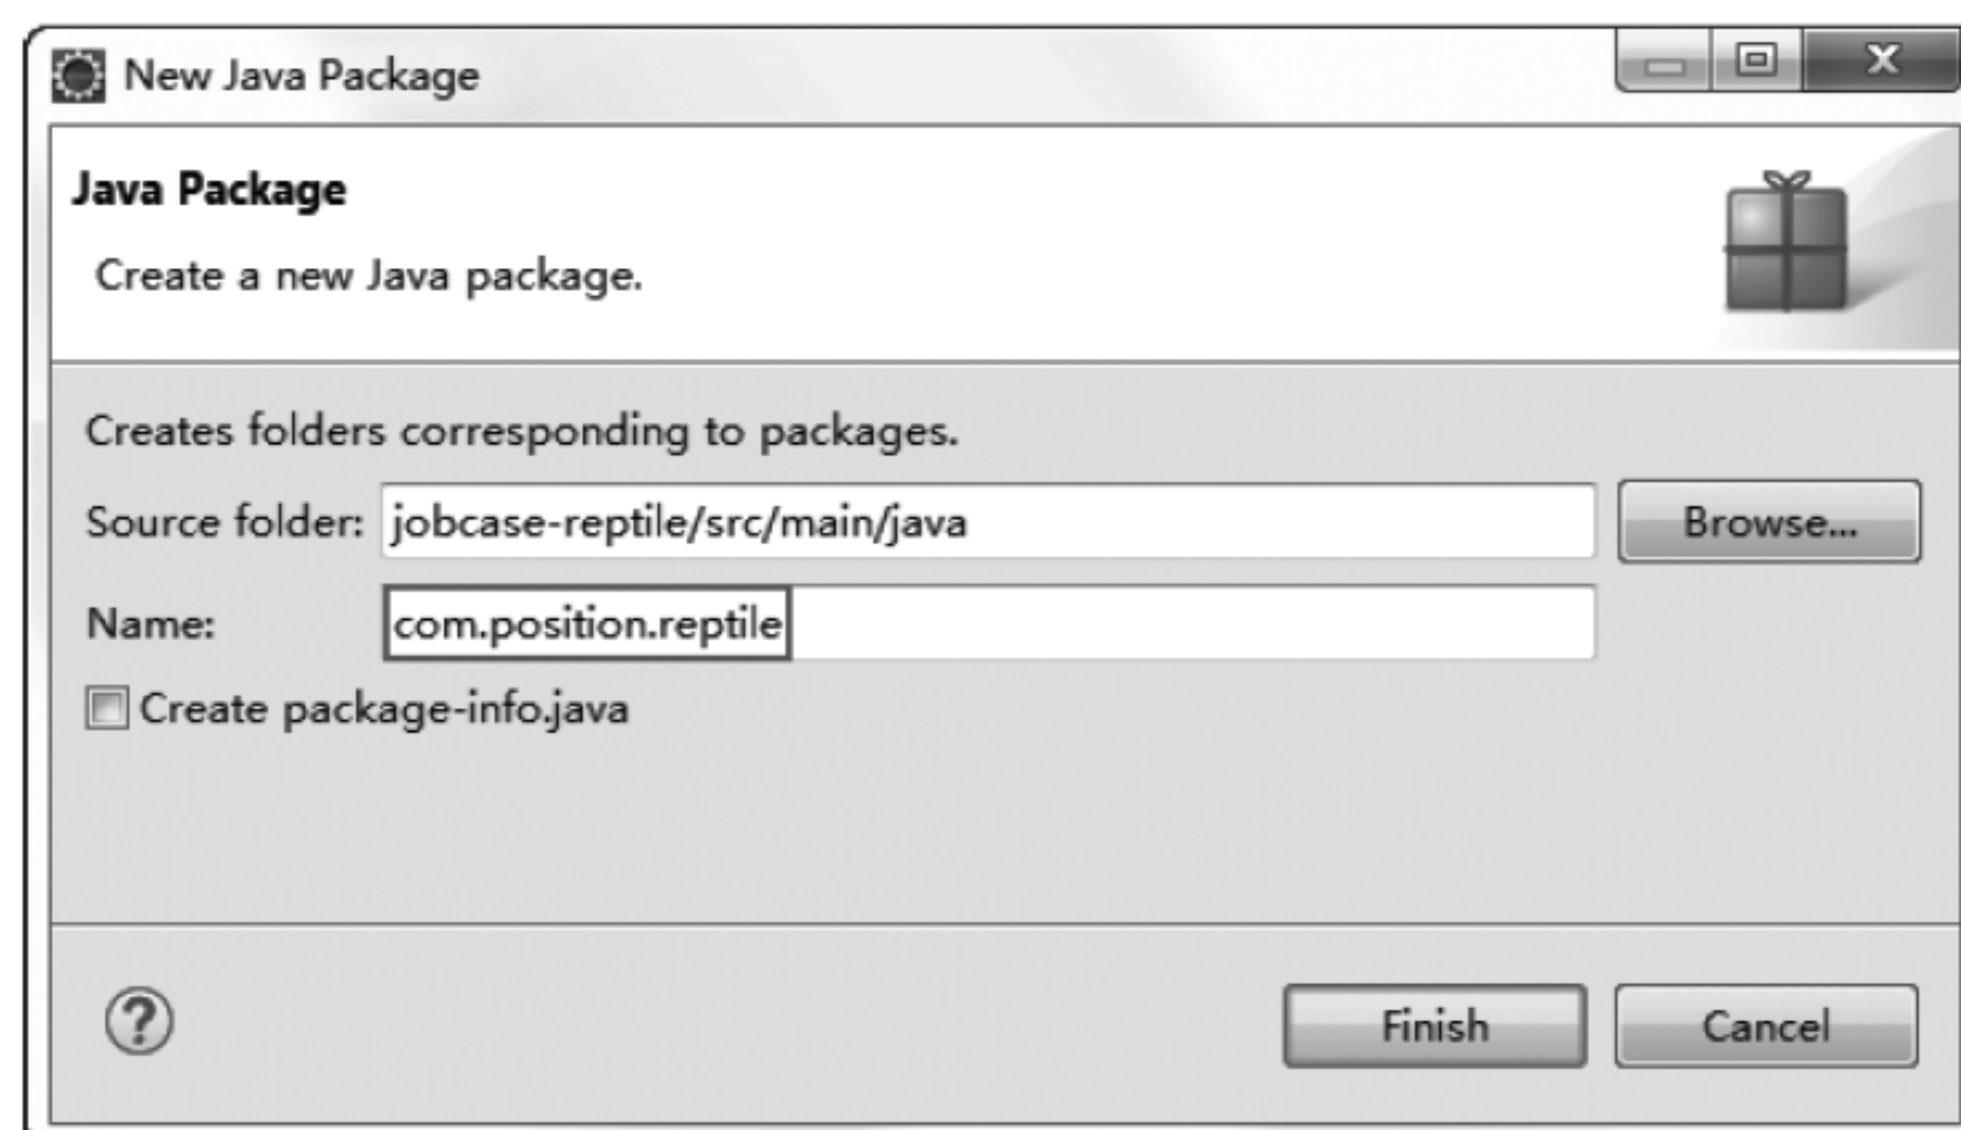 New Java Package
Java Package
Create a new Java package.
Creates folders corresponding to packages.
Source folder: jobcase-reptile/src/main/java Browse...
Name: com.position.reptile
Create package-info.java
? Finish Cancel